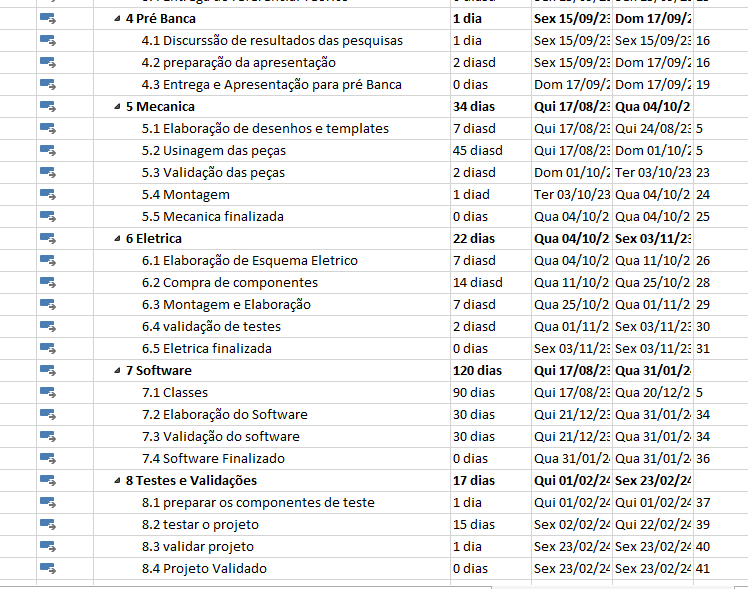 4 Pré Banca 1 dia Sex 15/09/23 Dom 17/09/2
4.1 Discurssão de resultados das pesquisas 1 dia Sex 15/09/23 Sex 15/09/23 16
4.2 preparação da apresentação 2 diasd Sex 15/09/23 Dom 17/09/2 16
4.3 Entrega e Apresentação para pré Banca 0 dias Dom 17/09/2 Dom 17/09/2 19
5 Mecanica 34 dias Qui 17/08/23 Qua 04/10/2
5.1 Elaboração de desenhos e templates 7 diasd Qui 17/08/23 Qui 24/08/23 5
5.2 Usinagem das peças 45 diasd Qui 17/08/23 Dom 01/10/2 5
5.3 Validação das peças 2 diasd Dom 01/10/2 Ter 03/10/23 23
5.4 Montagem 1 diad Ter 03/10/23 Qua 04/10/2 24
5.5 Mecanica finalizada 0 dias Qua 04/10/2 Qua 04/10/2 25
6 Eletrica 22 dias Qua 04/10/2 Sex 03/11/23
6.1 Elaboração de Esquema Eletrico 7 diasd Qua 04/10/2 Qua 11/10/2 26
6.2 Compra de componentes 14 diasd Qua 11/10/2 Qua 25/10/2 28
6.3 Montagem e Elaboração 7 diasd Qua 25/10/2 Qua 01/11/2 29
6.4 validação de testes 2 diasd Qua 01/11/2 Sex 03/11/23 30
6.5 Eletrica finalizada 0 dias Sex 03/11/23 Sex 03/11/23 31
7 Software 120 dias Qui 17/08/23 Qua 31/01/24
7.1 Classes 90 dias Qui 17/08/23 Qua 20/12/2 5
7.2 Elaboração do Software 30 dias Qui 21/12/23 Qua 31/01/24 34
7.3 Validação do software 30 dias Qui 21/12/23 Qua 31/01/24 34
7.4 Software Finalizado 0 dias Qua 31/01/24 Qua 31/01/24 36
8 Testes e Validações 17 dias Qui 01/02/24 Sex 23/02/24
8.1 preparar os componentes de teste 1 dia Qui 01/02/24 Qui 01/02/24 37
8.2 testar o projeto 15 dias Sex 02/02/24 Qui 22/02/24 39
8.3 validar projeto 1 dia Sex 23/02/24 Sex 23/02/24 40
8.4 Projeto Validado 0 dias Sex 23/02/24 Sex 23/02/24 41